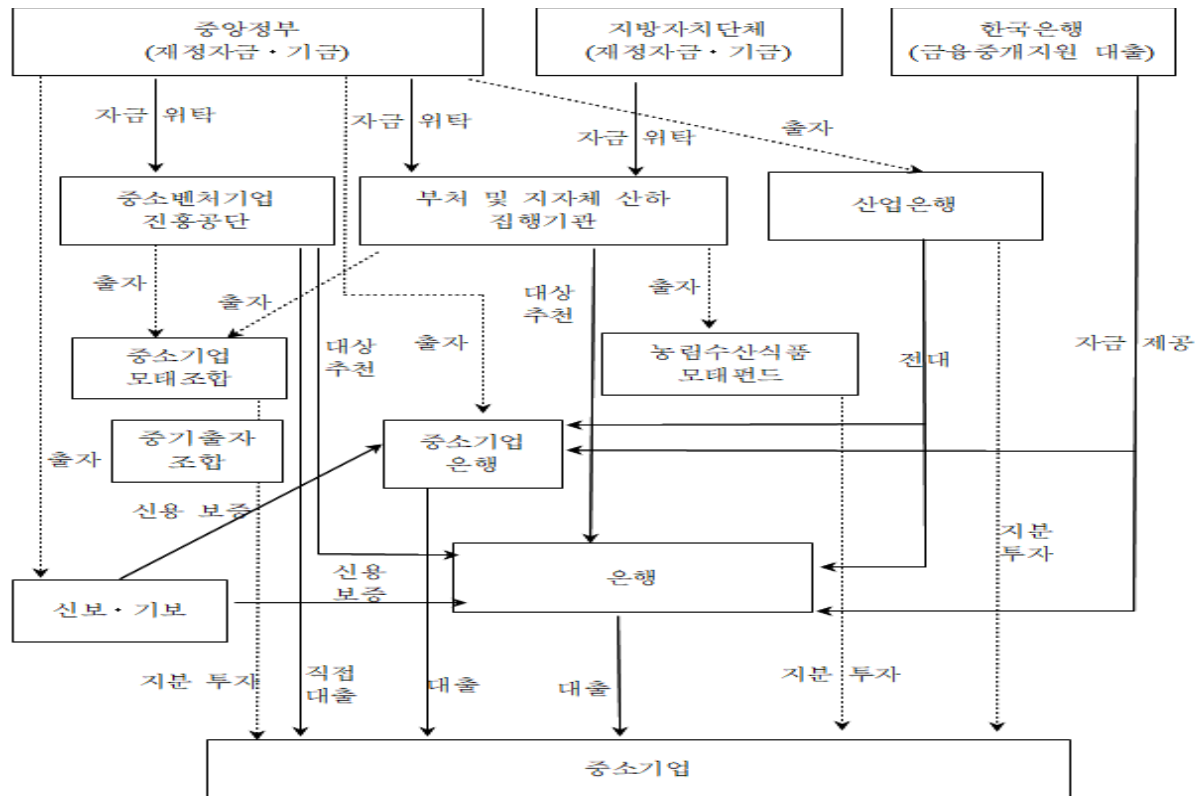 중앙정부
(재정자금·기금)
지방자치단체
(재정자금·기금)
한국은행
(금융중개지원 대출)
자금 위탁
자금 위탁
자금 위탁
출자
중소벤처기업
진흥공단
부처 및 지자체 산하
집행기관
산업은행
출자
출자
대상
추천
출자
중소기업
모태조합
대상
추천
출자
농림수산식품
모태펀드
전대
자금 제공
중기출자
조합
중소기업
은행
출자
신용 보증
지분
투자
은행
신용
보증
신보·기보
지분 투자
직접
대출
대출
대출
지분 투자
중소기업